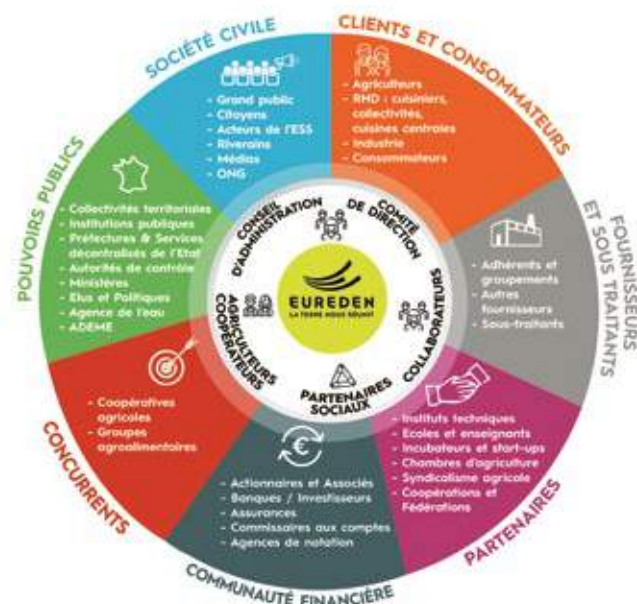 SOCIÉTÉ CIVILE
- Grand public
- Citoyens
- Acteurs de l'ESS
- Riverains
- Médias
- ONG
CLIENTS ET CONSOMMATEURS
- Agriculteurs
- RHD : cuisiniers,
collectivités,
cuisines centrales
- Industrie
- Consommateurs
FOURNISSEURS
ET SOUS TRAITANTS
- Adhérents et
groupements
- Autres
fournisseurs
- Sous-traitants
PARTENAIRES
- Instituts techniques
- Ecoles et enseignants
- Incubateurs et start-ups
- Chambres d'agriculture
- Syndicalisme agricole
- Coopérations et
Fédérations
COMMUNAUTÉ FINANCIÈRE
- Actionnaires et Associés
- Banques / Investisseurs
- Assurances
- Commissaires aux comptes
- Agences de notation
CONCURRENTS
- Coopératives
agricoles
- Groupes
agroalimentaires
POUVOIRS PUBLICS
- Collectivités territoriales
- Institutions publiques
- Préfectures & Services
décentralisés de l'Etat
- Autorités de contrôle
- Ministères
- Elus et Politiques
- Agence de l'eau
- ADEME
CONSEIL
D'ADMINISTRATION
COMITÉ
DE DIRECTION
COLLABORATEURS
PARTENAIRES
SOCIAUX
AGRICULTEURS
COOPÉRATEURS
EUREDEN
LA TERRE NOUS RÉUNIT